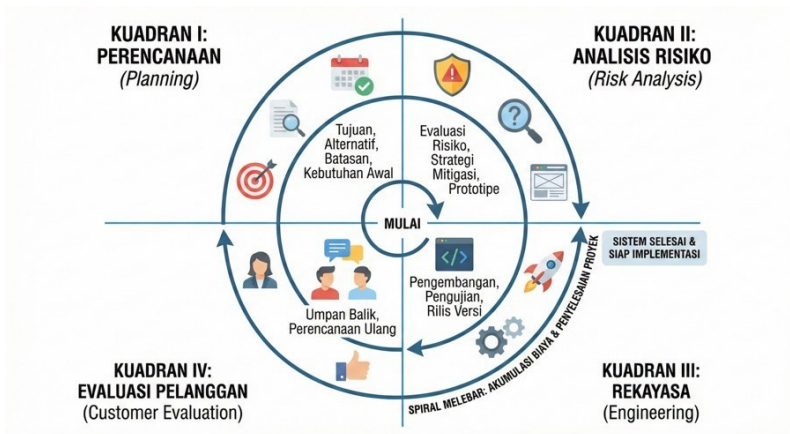 KUADRAN I:
PERENCANAAN
(Planning)
KUADRAN II:
ANALISIS RISIKO
(Risk Analysis)
Tujuan,
Alternatif,
Batasan,
Kebutuhan Awal
Evaluasi
Risiko,
Strategi
Mitigasi,
Prototipe
MULAI
SISTEM SELESAI &
SIAP IMPLEMENTASI
Umpan Balik,
Perencanaan Ulang
</>
Pengembangan,
Pengujian,
Rilis Versi
SPIRAL MELEBAR: AKUMULASI BIAYA & PENYELESAIAN PROYEK
KUADRAN IV:
EVALUASI PELANGGAN
(Customer Evaluation)
KUADRAN III:
REKAYASA
(Engineering)